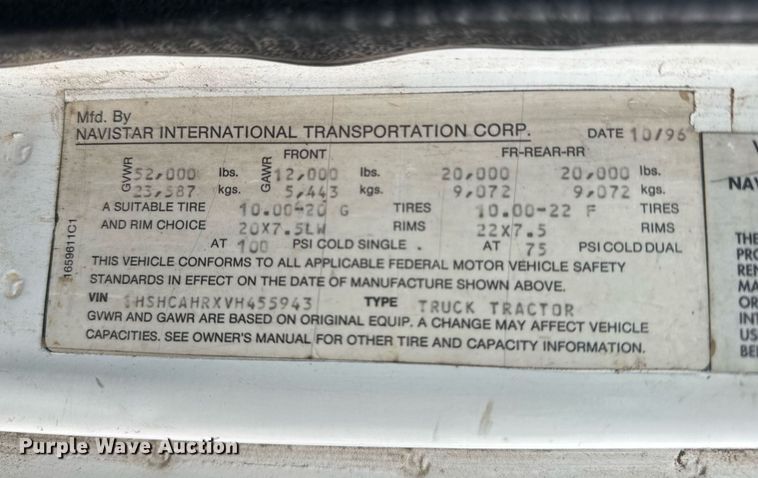 Mfd. By
NAVISTAR INTERNATIONAL TRANSPORTATION CORP. DATE 10/96
FRONT FR-REAR-RR
GVWR 52,000 lbs. GAWR 12,000 lbs. 20,000 20,000 lbs.
23,587 kgs. 5,443 kgs. 9,072 9,072 kgs.
A SUITABLE TIRE 10.00-20 G TIRES 10.00-22 F TIRES
AND RIM CHOICE 20X7.5LW RIMS 22X7.5 RIMS
AT 100 PSI COLD SINGLE. AT 75 PSI COLD DUAL
THIS VEHICLE CONFORMS TO ALL APPLICABLE FEDERAL MOTOR VEHICLE SAFETY
STANDARDS IN EFFECT ON THE DATE OF MANUFACTURE SHOWN ABOVE.
VIN 1HSHCAHRXVH455943 TYPE TRUCK TRACTOR
GVWR AND GAWR ARE BASED ON ORIGINAL EQUIP. A CHANGE MAY AFFECT VEHICLE
CAPACITIES. SEE OWNER'S MANUAL FOR OTHER TIRE AND CAPACITY INFORMATION.
1659611C1
Purple Wave Auction